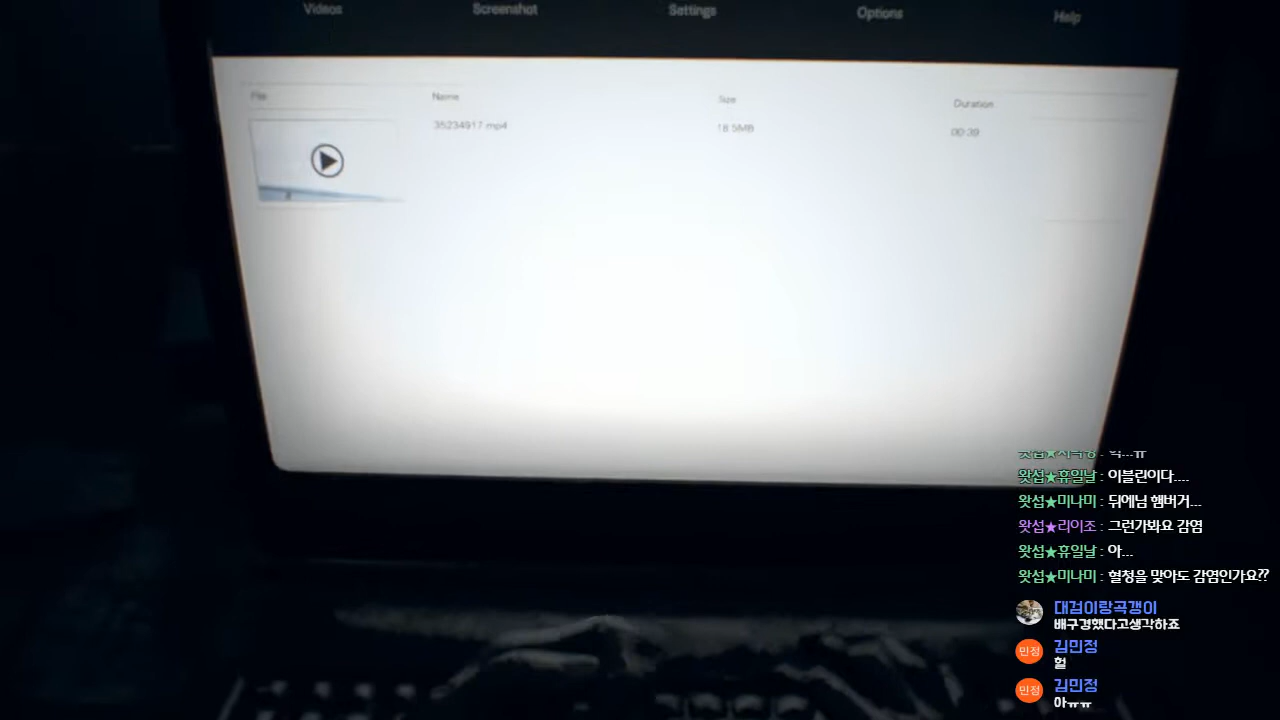 Videos
Screenshot
Settings
Options
Help
File
Name
Size
Duration
35234917.mp4
18.5MB
00:39
왓섭★휴일날 : 이블린이다....
왓섭★미나미 : 뒤에님 햄버거...
왓섭★리이조 : 그런가봐요 감염
왓섭★휴일날 : 아...
왓섭★미나미 : 혈청을 맞아도 감염인가요??
대검이랑곡갱이
배구경했다고생각하죠
민정
김민정
헐
민정
김민정
아ㅠㅠ